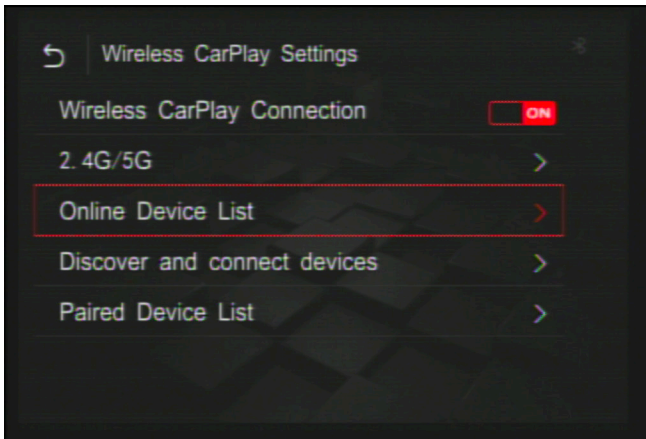 Wireless CarPlay Settings
Wireless CarPlay Connection ON
2.4G/5G
Online Device List
Discover and connect devices
Paired Device List